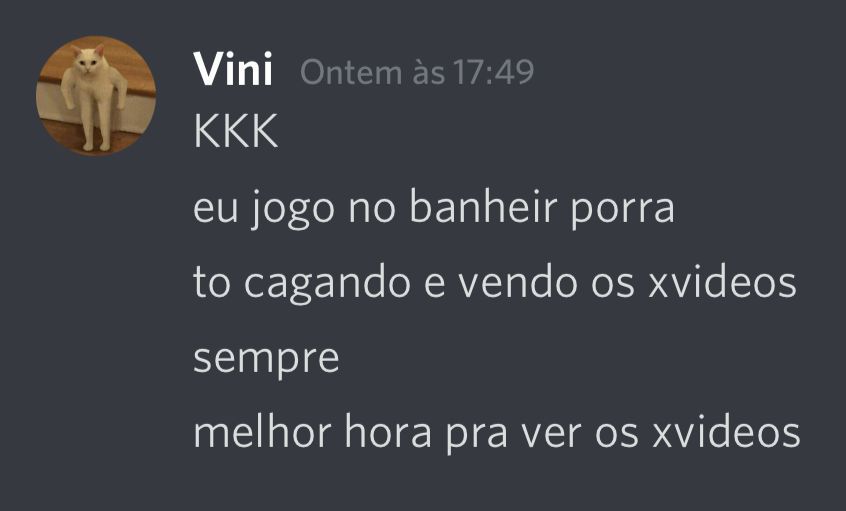 Vini Ontem às 17:49
KKK
eu jogo no banheir porra
to cagando e vendo os xvideos
sempre
melhor hora pra ver os xvideos